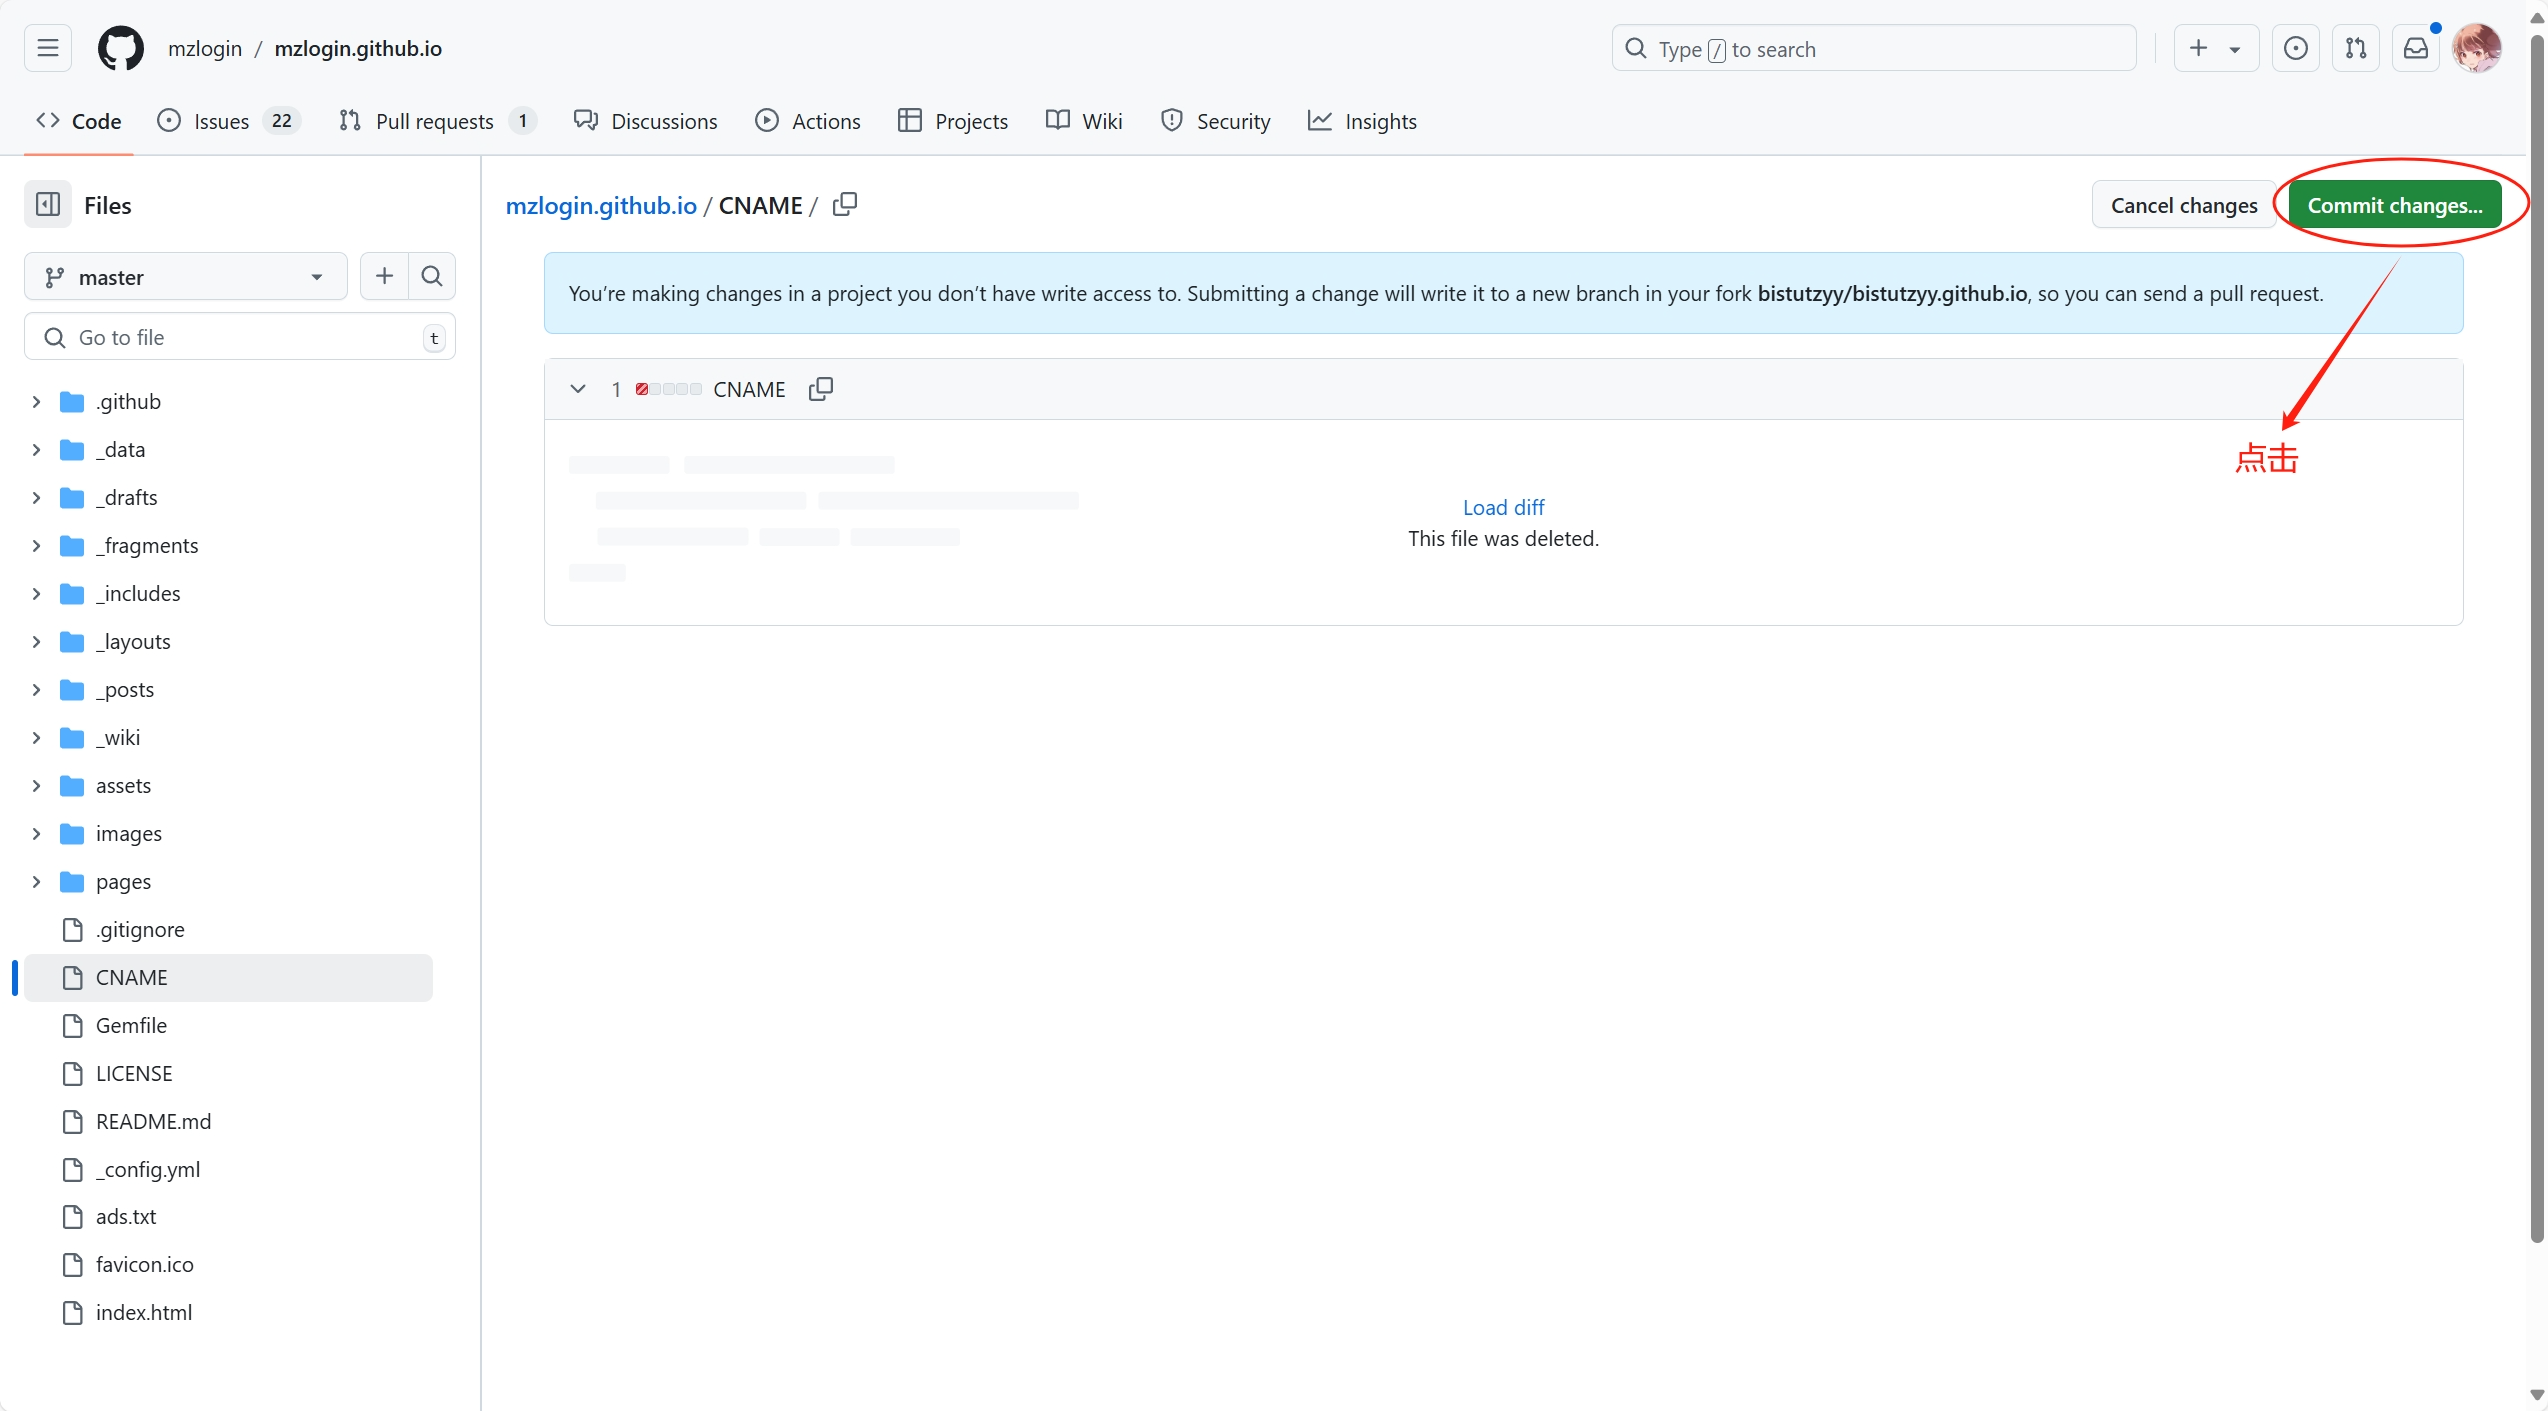 mzlogin / mzlogin.github.io
Type / to search
Code
Issues 22
Pull requests 1
Discussions
Actions
Projects
Wiki
Security
Insights
Files
master
Go to file
t
.github
_data
_drafts
_fragments
_includes
_layouts
_posts
_wiki
assets
images
pages
.gitignore
CNAME
Gemfile
LICENSE
README.md
_config.yml
ads.txt
favicon.ico
index.html
mzlogin.github.io / CNAME /
Cancel changes
Commit changes...
You’re making changes in a project you don’t have write access to. Submitting a change will write it to a new branch in your fork bistutzyy/bistutzyy.github.io, so you can send a pull request.
1 CNAME
点击
Load diff
This file was deleted.